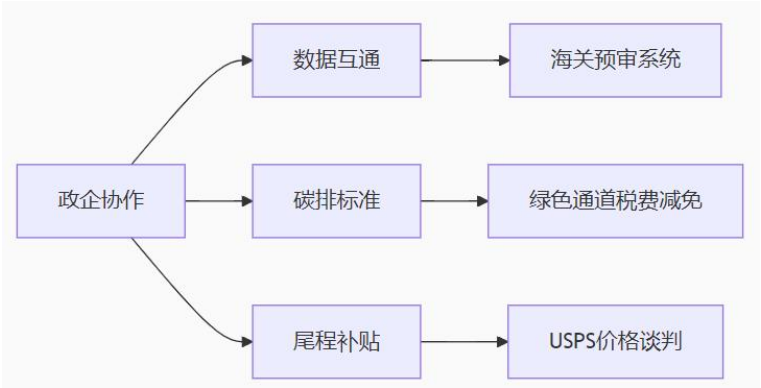 数据互通
海关预审系统
政企协作
碳排标准
绿色通道税费减免
尾程补贴
USPS价格谈判